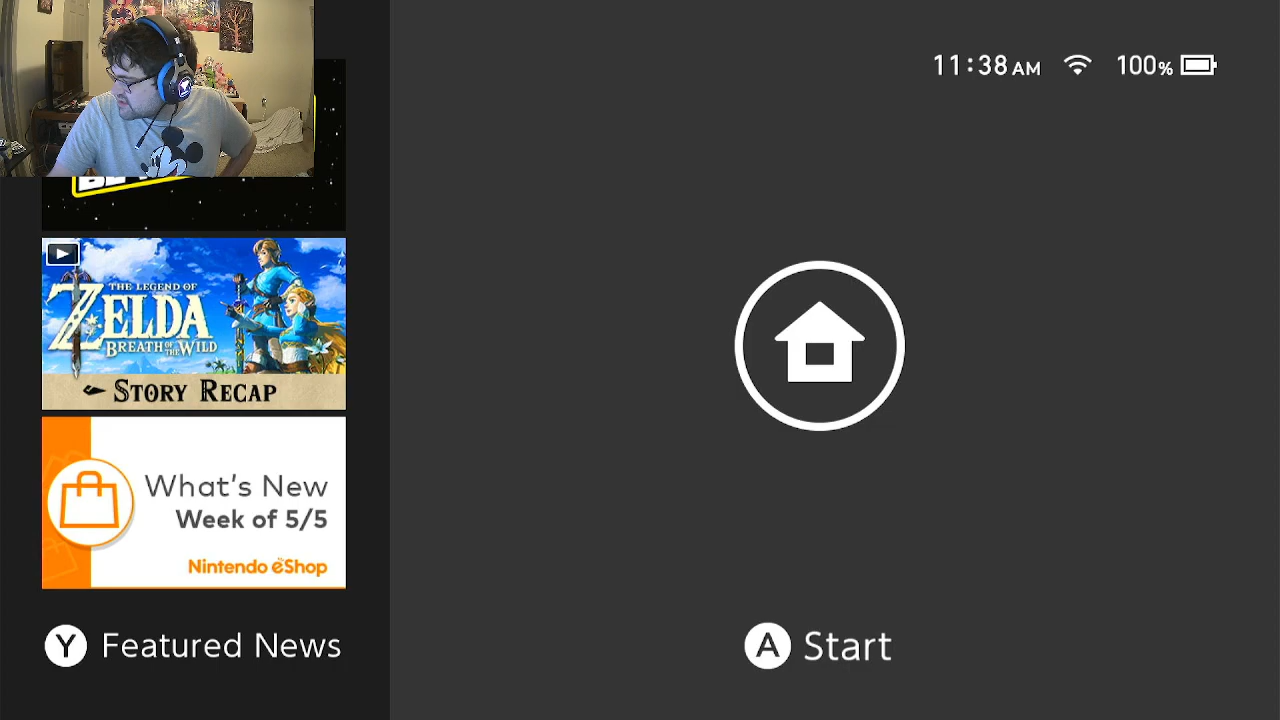 11:38 AM 100%
THE LEGEND OF
ZELDA
BREATH OF THE WILD
STORY RECAP
What's New
Week of 5/5
Nintendo eShop
Y Featured News
A Start